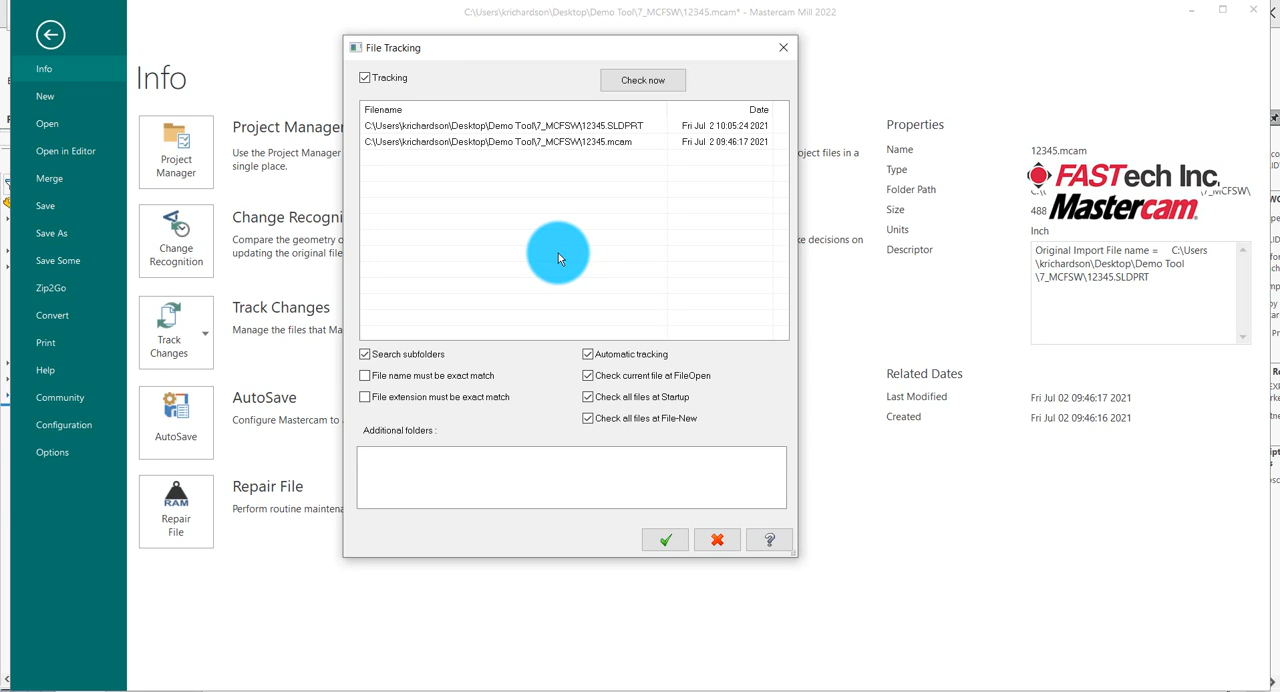 C:\Users\krichardson\Desktop\Demo Tool\7_MCFSW\12345.mcam* - Mastercam Mill 2022
Info
New
Open
Open in Editor
Merge
Save
Save As
Save Some
Zip2Go
Convert
Print
Help
Community
Configuration
Options
Info
Project
Manager
Project Manager
Use the Project Manager
single place.
oject files in a
Change
Recognition
Change Recogni
Compare the geometry o
updating the original file
ke decisions on
Track
Changes
Track Changes
Manage the files that Ma
AutoSave
AutoSave
Configure Mastercam to
RAM
Repair
File
Repair File
Perform routine maintena
File Tracking
Tracking
Check now
Filename Date
C:\Users\krichardson\Desktop\Demo Tool\7_MCFSW\12345.SLDPRT Fri Jul 2 10:05:24 2021
C:\Users\krichardson\Desktop\Demo Tool\7_MCFSW\12345.mcam Fri Jul 2 09:46:17 2021
Search subfolders
File name must be exact match
File extension must be exact match
Automatic tracking
Check current file at FileOpen
Check all files at Startup
Check all files at File-New
Additional folders :
Properties
Name 12345.mcam
Type
Folder Path \7_MCFSW\
Size 488
Units Inch
Descriptor
Original Import File name = C:\Users
\krichardson\Desktop\Demo Tool
\7_MCFSW\12345.SLDPRT
FASTech Inc.
Mastercam.
Related Dates
Last Modified Fri Jul 02 09:46:17 2021
Created Fri Jul 02 09:46:16 2021